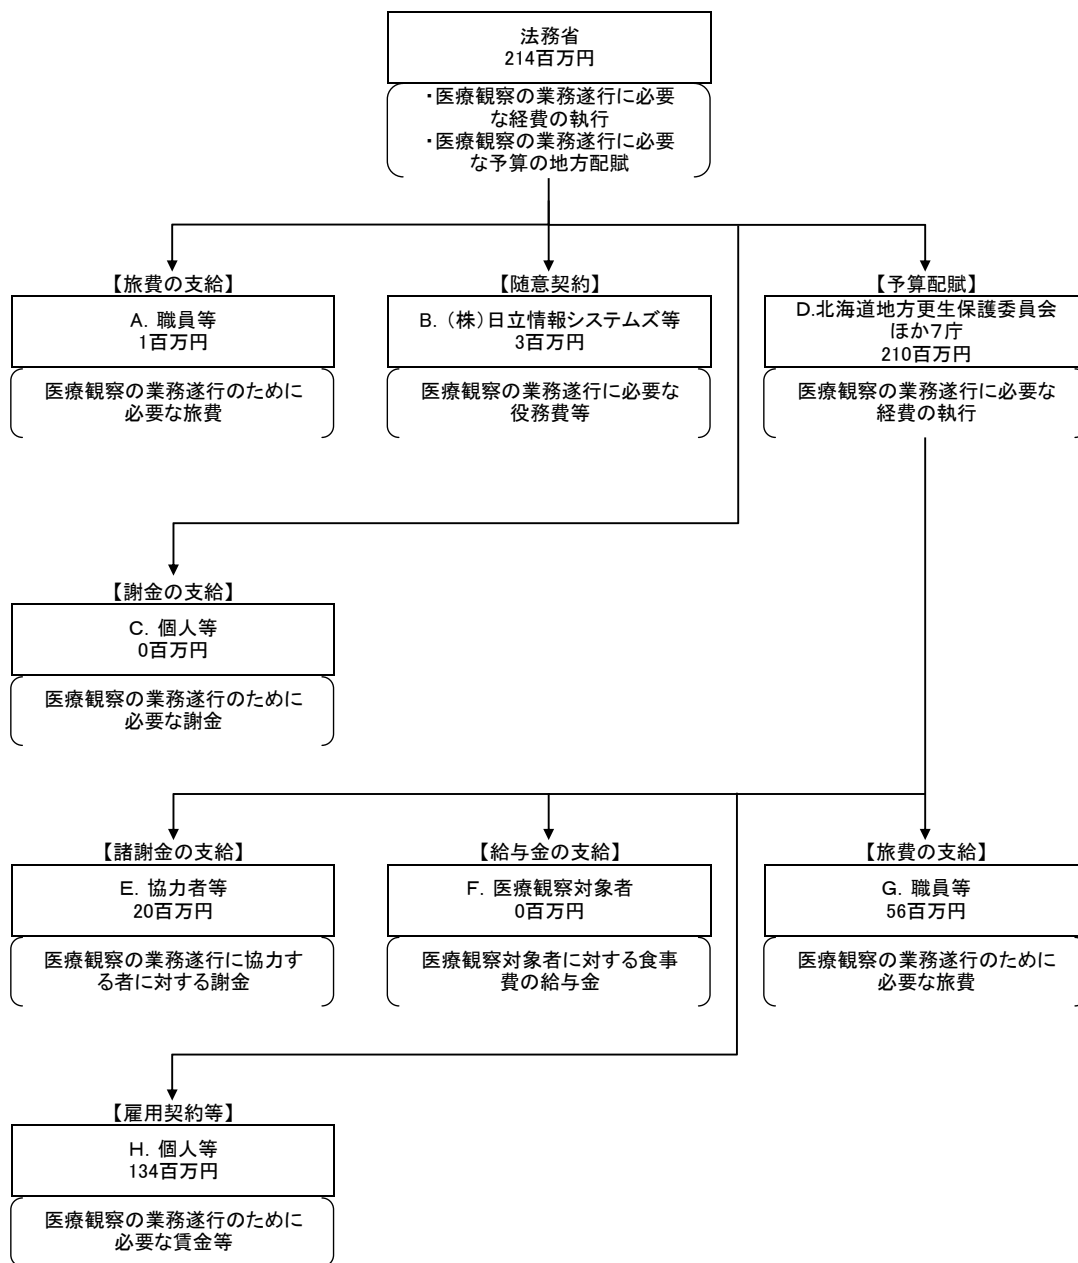 法務省
214百万円
・医療観察の業務遂行に必要
な経費の執行
・医療観察の業務遂行に必要
な予算の地方配賦
【旅費の支給】
A. 職員等
1百万円
医療観察の業務遂行のために
必要な旅費
【随意契約】
B. (株)日立情報システムズ等
3百万円
医療観察の業務遂行に必要な
役務費等
【予算配賦】
D.北海道地方更生保護委員会
ほか7庁
210百万円
医療観察の業務遂行に必要な
経費の執行
【謝金の支給】
C. 個人等
0百万円
医療観察の業務遂行のために
必要な謝金
【諸謝金の支給】
E. 協力者等
20百万円
医療観察の業務遂行に協力す
る者に対する謝金
【給与金の支給】
F. 医療観察対象者
0百万円
医療観察対象者に対する食事
費の給与金
【旅費の支給】
G. 職員等
56百万円
医療観察の業務遂行のために
必要な旅費
【雇用契約等】
H. 個人等
134百万円
医療観察の業務遂行のために
必要な賃金等